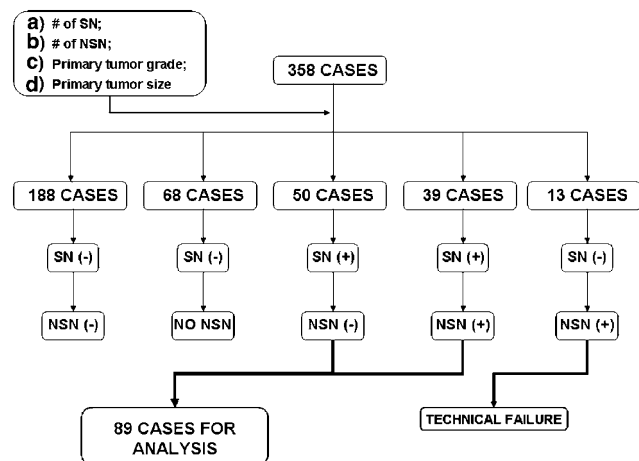 a) # of SN;
b) # of NSN;
c) Primary tumor grade;
d) Primary tumor size
358 CASES
188 CASES
68 CASES
50 CASES
39 CASES
13 CASES
SN (-)
SN (-)
SN (+)
SN (+)
SN (-)
NSN (-)
NO NSN
NSN (-)
NSN (+)
NSN (+)
89 CASES FOR
ANALYSIS
TECHNICAL FAILURE